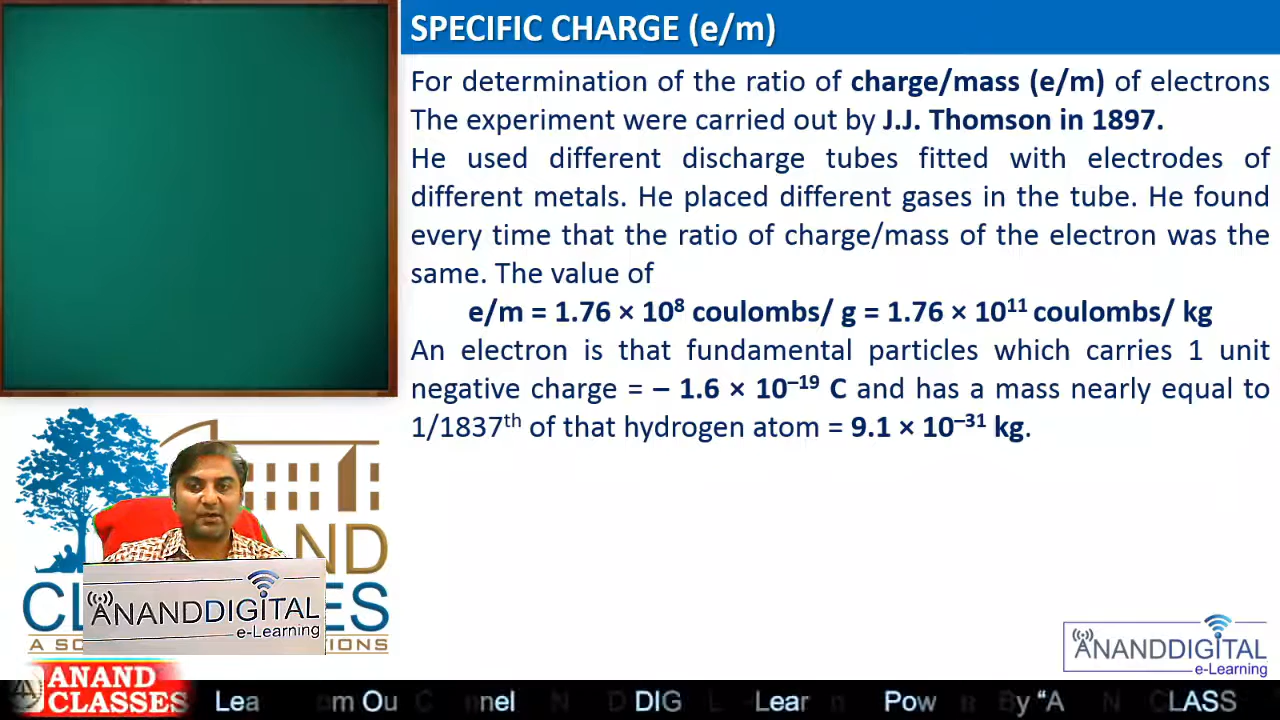 SPECIFIC CHARGE (e/m)
For determination of the ratio of charge/mass (e/m) of electrons
The experiment were carried out by J.J. Thomson in 1897.
He used different discharge tubes fitted with electrodes of
different metals. He placed different gases in the tube. He found
every time that the ratio of charge/mass of the electron was the
same. The value of
e/m = 1.76 × 10⁸ coulombs/ g = 1.76 × 10¹¹ coulombs/ kg
An electron is that fundamental particles which carries 1 unit
negative charge = – 1.6 × 10⁻¹⁹ C and has a mass nearly equal to
1/1837ᵗʰ of that hydrogen atom = 9.1 × 10⁻³¹ kg.
ANANDDIGITAL
e-Learning
ANANDDIGITAL
e-Learning
ANAND
CLASSES